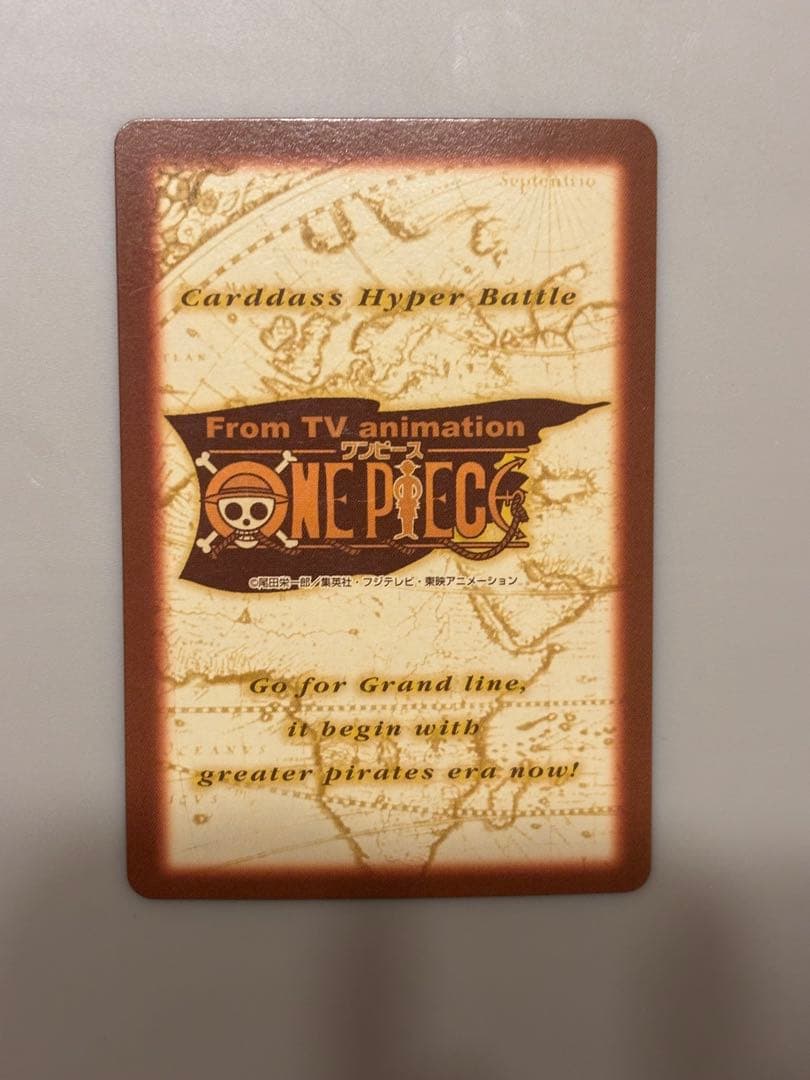 Septentrio
Carddass Hyper Battle
From TV animation
ワンピース
ONE PIECE
©尾田栄一郎／集英社・フジテレビ・東映アニメーション
Go for Grand line,
it begin with
greater pirates era now!